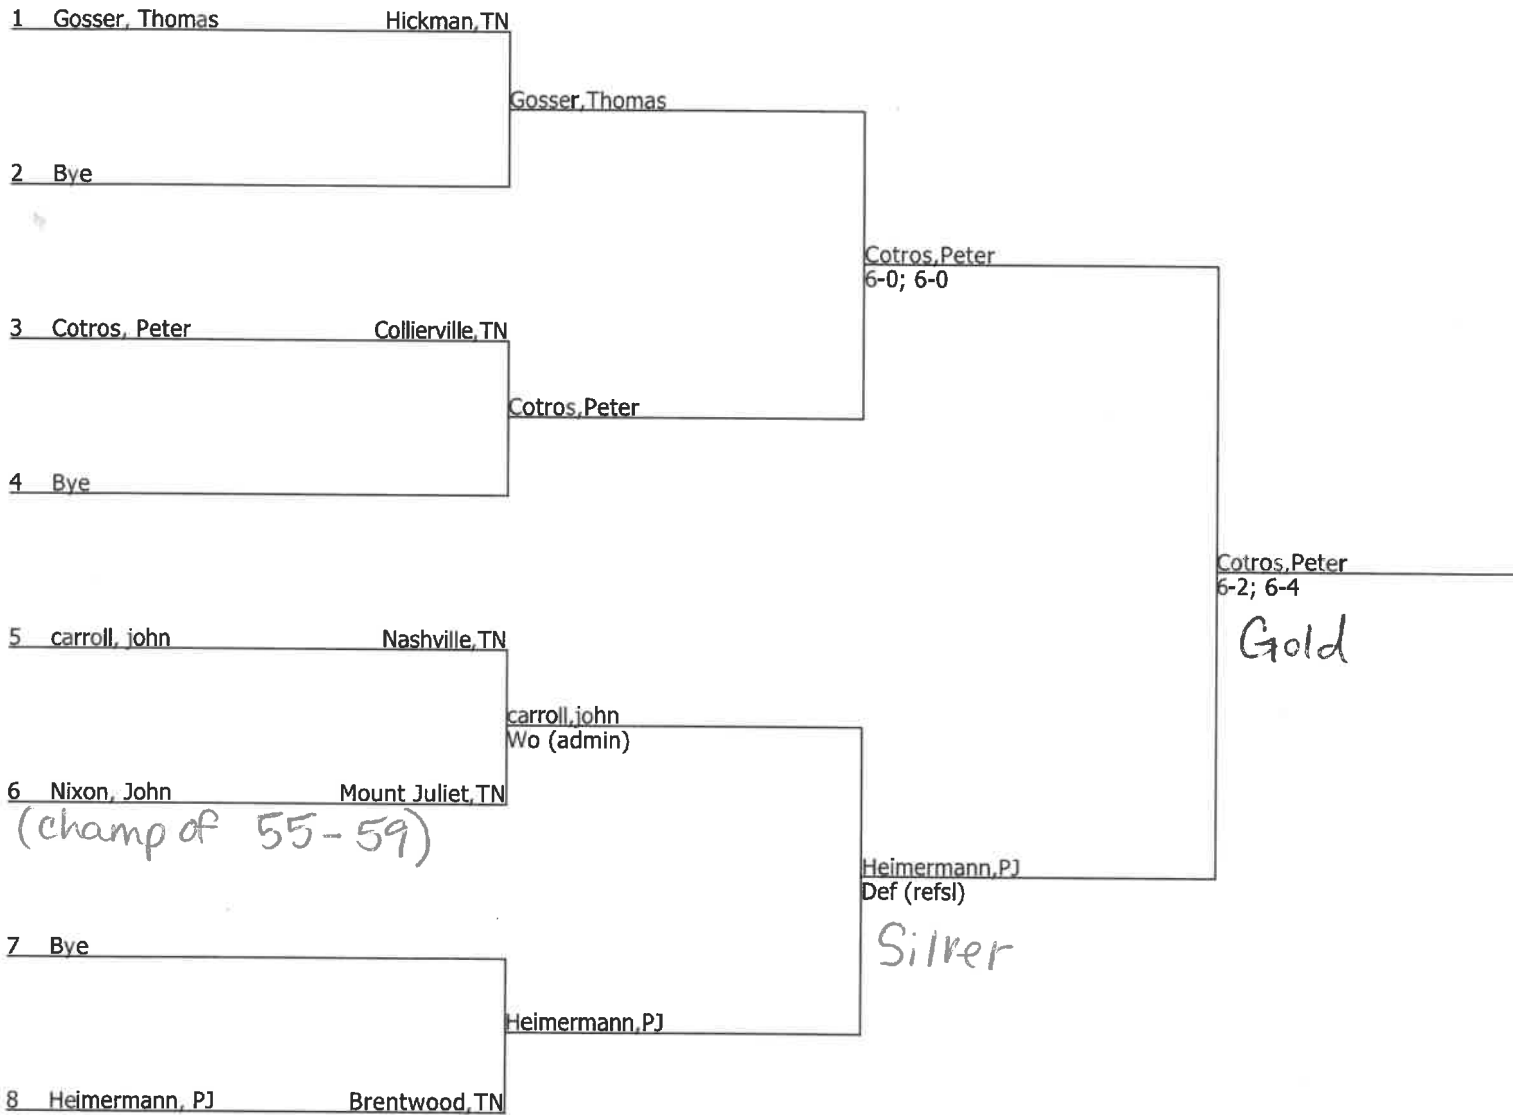 1 Gosser, Thomas Hickman,TN
Gosser,Thomas
2 Bye
Cotros,Peter
6-0; 6-0
3 Cotros, Peter Collierville,TN
Cotros,Peter
4 Bye
Cotros,Peter
6-2; 6-4
Gold
5 carroll, john Nashville,TN
carroll,john
Wo (admin)
6 Nixon, John Mount Juliet,TN
(champ of 55-59)
Heimermann,PJ
Def (refsl)
Silver
7 Bye
Heimermann,PJ
8 Heimermann, PJ Brentwood,TN